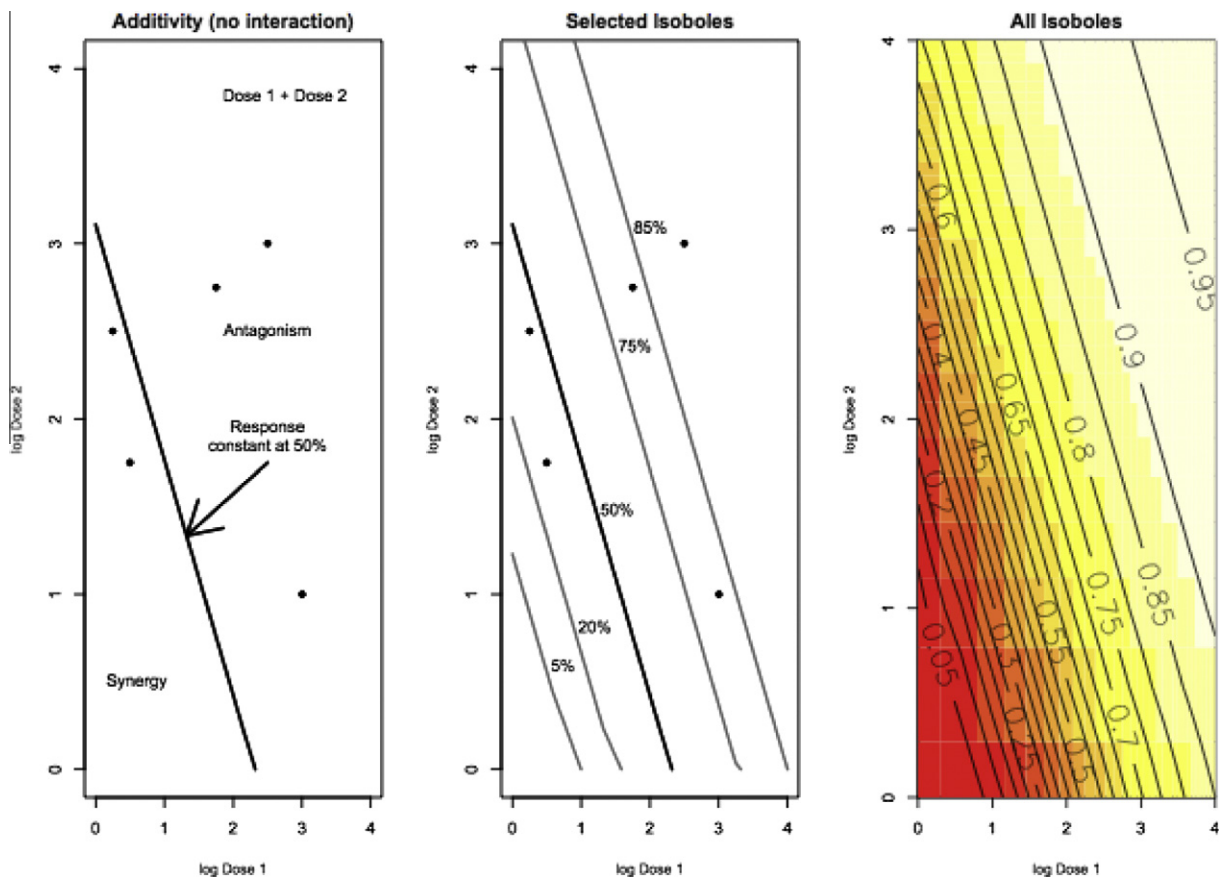 Additivity (no interaction)
Dose 1 + Dose 2
Antagonism
Response
constant at 50%
Synergy
log Dose 2
4
3
2
1
0
0 1 2 3 4
log Dose 1
Selected Isoboles
85%
75%
50%
20%
5%
log Dose 2
4
3
2
1
0
0 1 2 3 4
log Dose 1
All Isoboles
0.6
0.95
0.4
0.9
0.65
0.45
0.8
0.2
0.55
0.75
0.85
0.05
0.3
0.7
0.25
0.5
4
3
2
1
0
0 1 2 3 4
log Dose 1